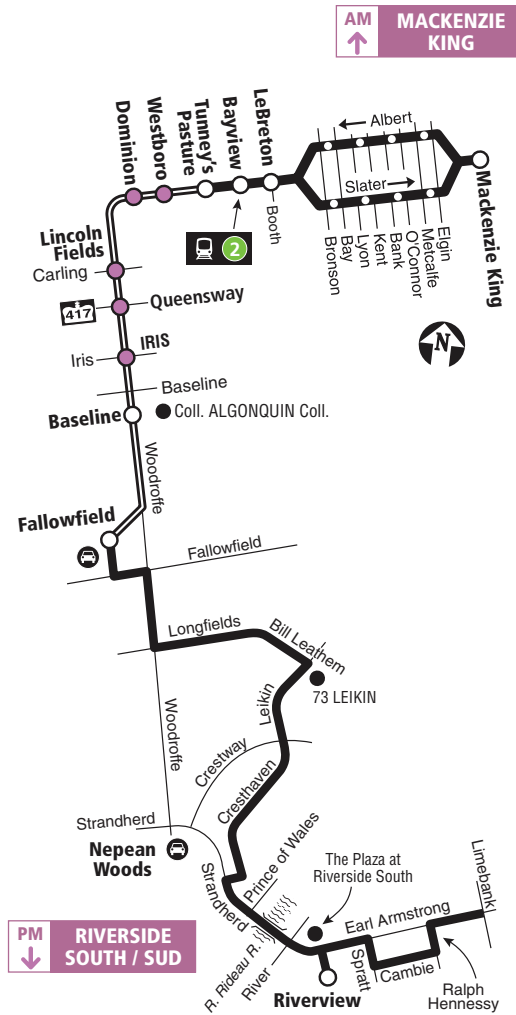 AM
MACKENZIE
KING
Dominion
Westboro
Tunney's
Pasture
Bayview
LeBreton
Albert
Slater
Mackenzie King
Booth
Bronson
Bay
Lyon
Kent
Bank
O'Connor
Metcalfe
Elgin
2
Lincoln
Fields
Carling
417
Queensway
N
Iris
IRIS
Baseline
Baseline
Coll. ALGONQUIN Coll.
Woodroffe
Fallowfield
Fallowfield
Longfields
Bill Leathem
73 LEIKIN
Leikin
Woodroffe
Crestway
Cresthaven
Strandherd
Nepean
Woods
Strandherd
Prince of Wales
The Plaza at
Riverside South
Limebank
Earl Armstrong
R. Rideau R.
River
Spratt
Cambie
Ralph
Hennessy
Riverview
PM
RIVERSIDE
SOUTH / SUD